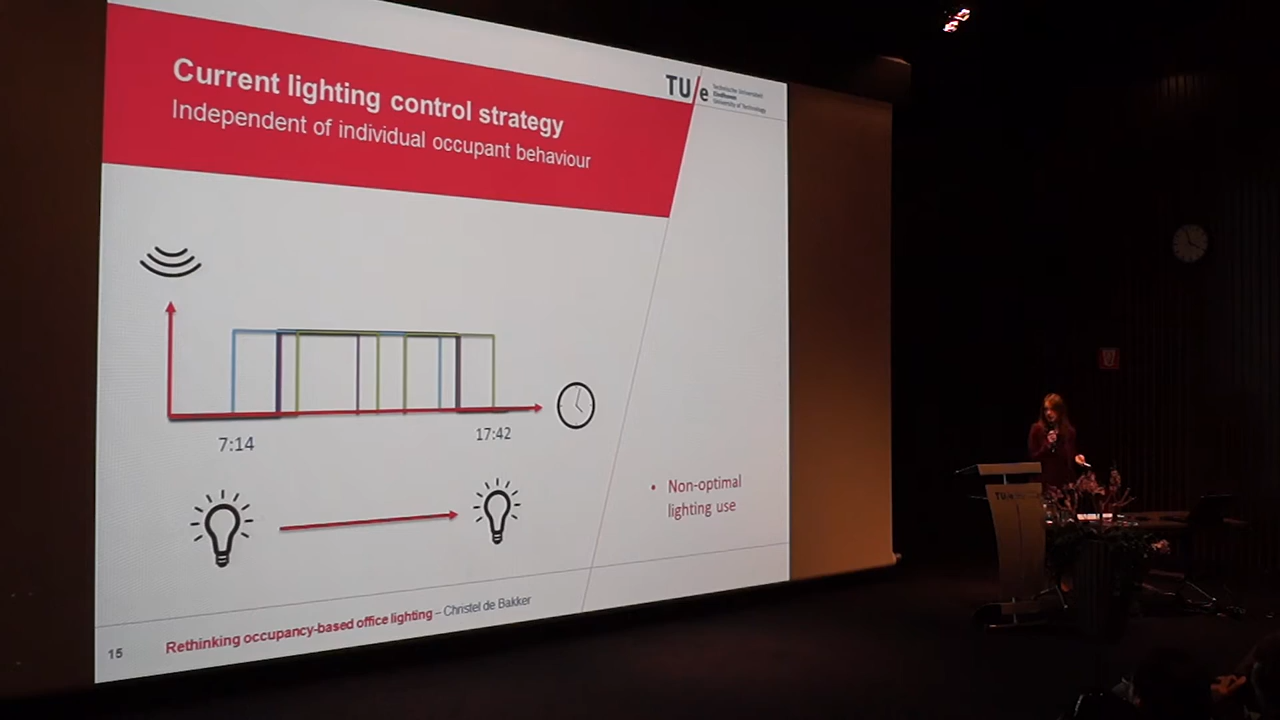 Current lighting control strategy
Independent of individual occupant behaviour
TU/e
Technische Universiteit
Eindhoven
University of Technology
7:14
17:42
• Non-optimal
lighting use
15
Rethinking occupancy-based office lighting – Christel de Bakker
TU/e